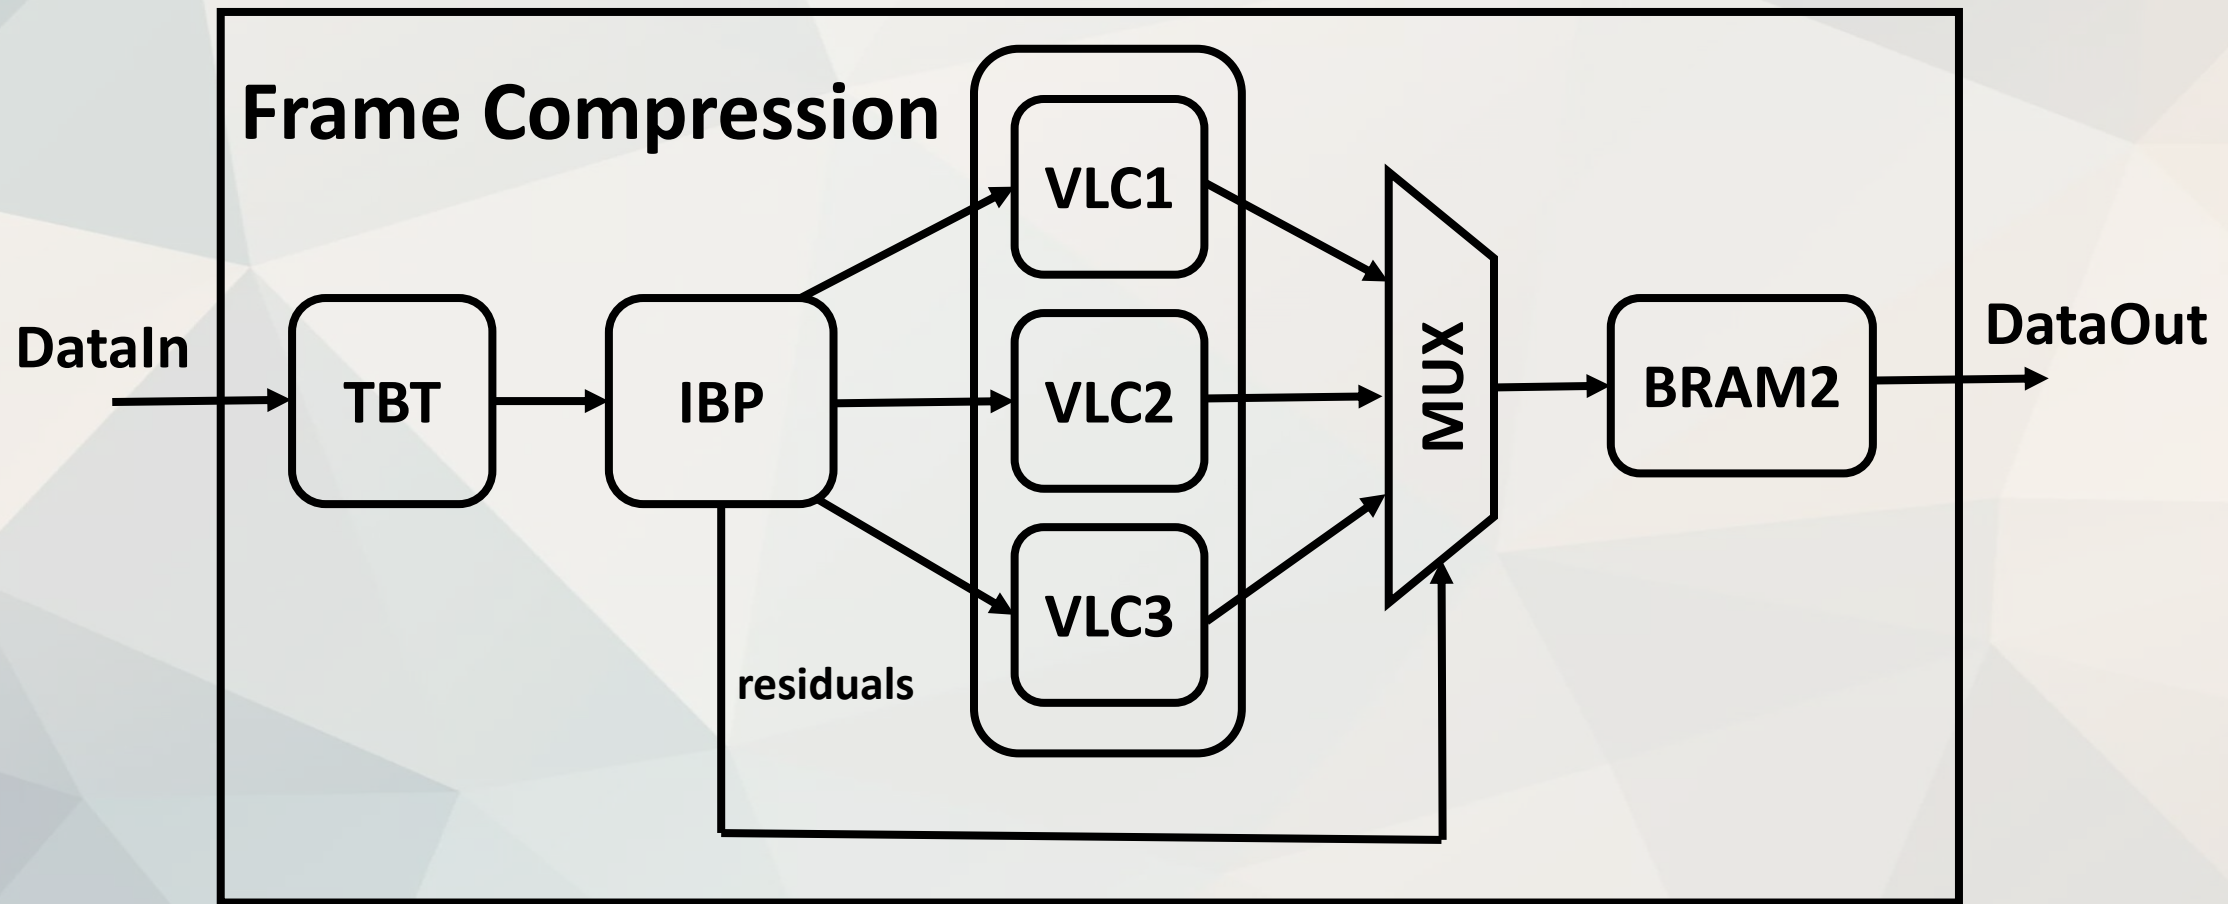 Frame Compression
DataIn
TBT
IBP
VLC1
VLC2
VLC3
residuals
MUX
BRAM2
DataOut